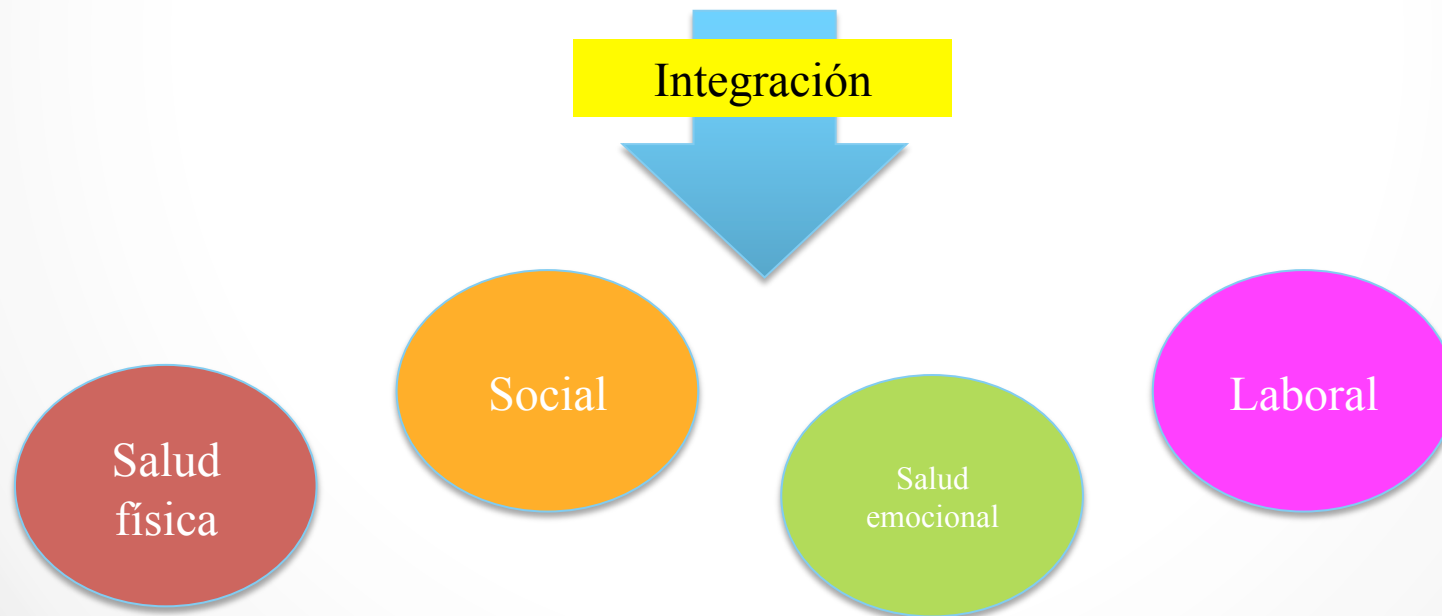 Integración
Salud
física
Social
Salud
emocional
Laboral